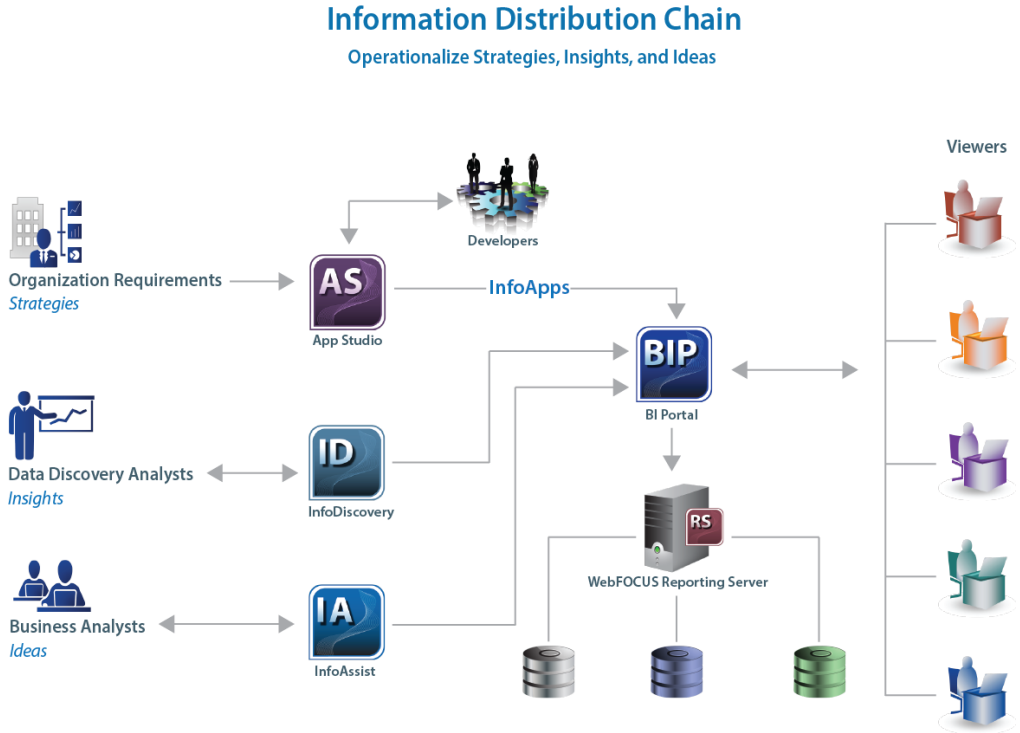 Information Distribution Chain
Operationalize Strategies, Insights, and Ideas
Viewers
Developers
Organization Requirements
Strategies
AS
App Studio
InfoApps
BIP
BI Portal
Data Discovery Analysts
Insights
ID
InfoDiscovery
RS
WebFOCUS Reporting Server
Business Analysts
Ideas
IA
InfoAssist